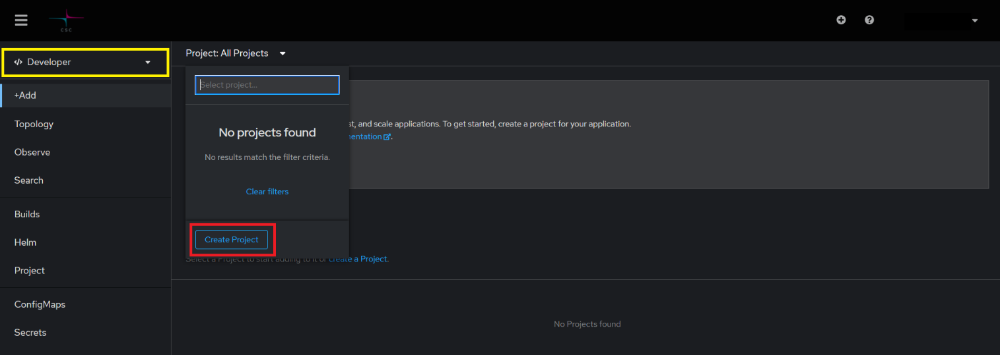 CSC
Developer
Project: All Projects
+Add
Topology
Observe
Search
Builds
Helm
Project
ConfigMaps
Secrets
Select project...
No projects found
No results match the filter criteria.
Clear filters
Create Project
st, and scale applications. To get started, create a project for your application.
entation.
Select a Project to start adding to it or create a Project.
No Projects found